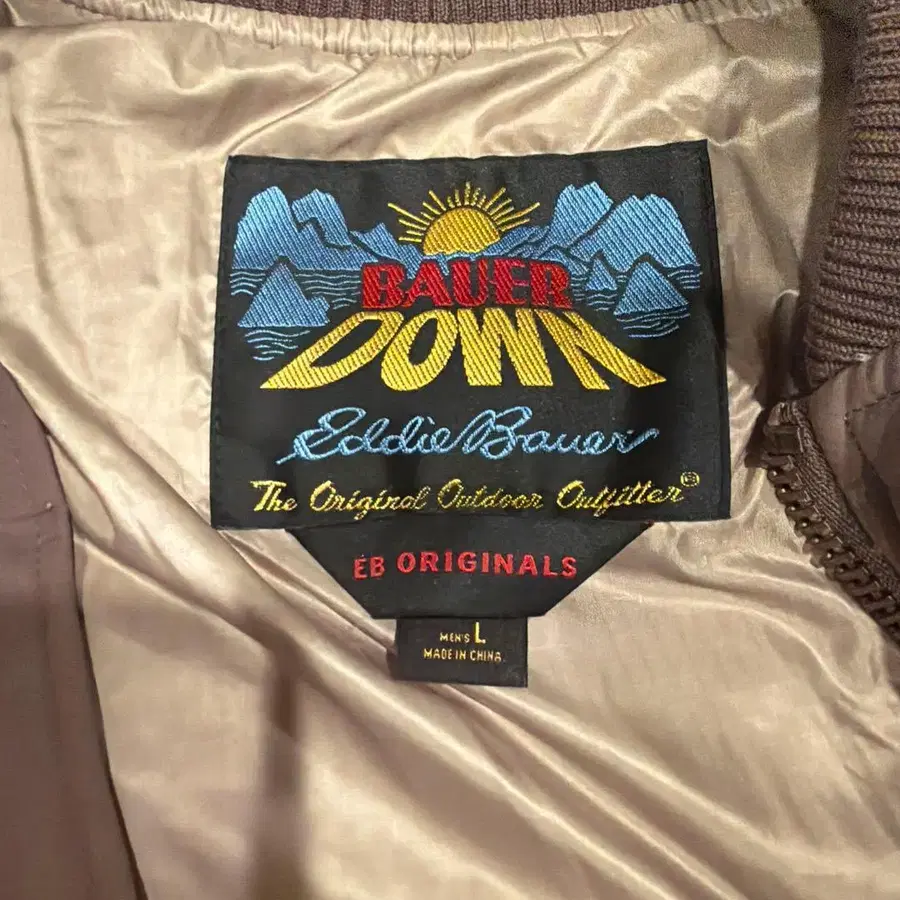 BAUER
DOWN
Eddie Bauer
The Original Outdoor Outfitter®
EB ORIGINALS
MEN'S L
MADE IN CHINA